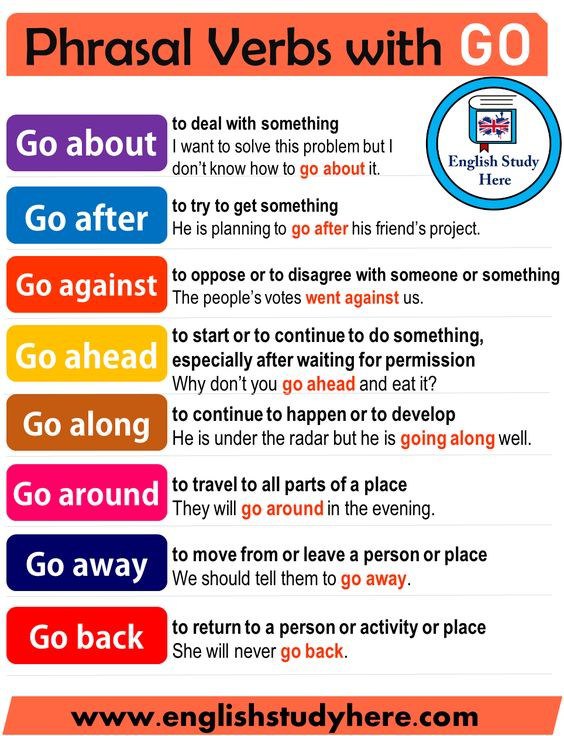 Phrasal Verbs with GO
English Study
Here
Go about
to deal with something
I want to solve this problem but I
don't know how to go about it.
Go after
to try to get something
He is planning to go after his friend's project.
Go against
to oppose or to disagree with someone or something
The people's votes went against us.
Go ahead
to start or to continue to do something,
especially after waiting for permission
Why don't you go ahead and eat it?
Go along
to continue to happen or to develop
He is under the radar but he is going along well.
Go around
to travel to all parts of a place
They will go around in the evening.
Go away
to move from or leave a person or place
We should tell them to go away.
Go back
to return to a person or activity or place
She will never go back.
www.englishstudyhere.com